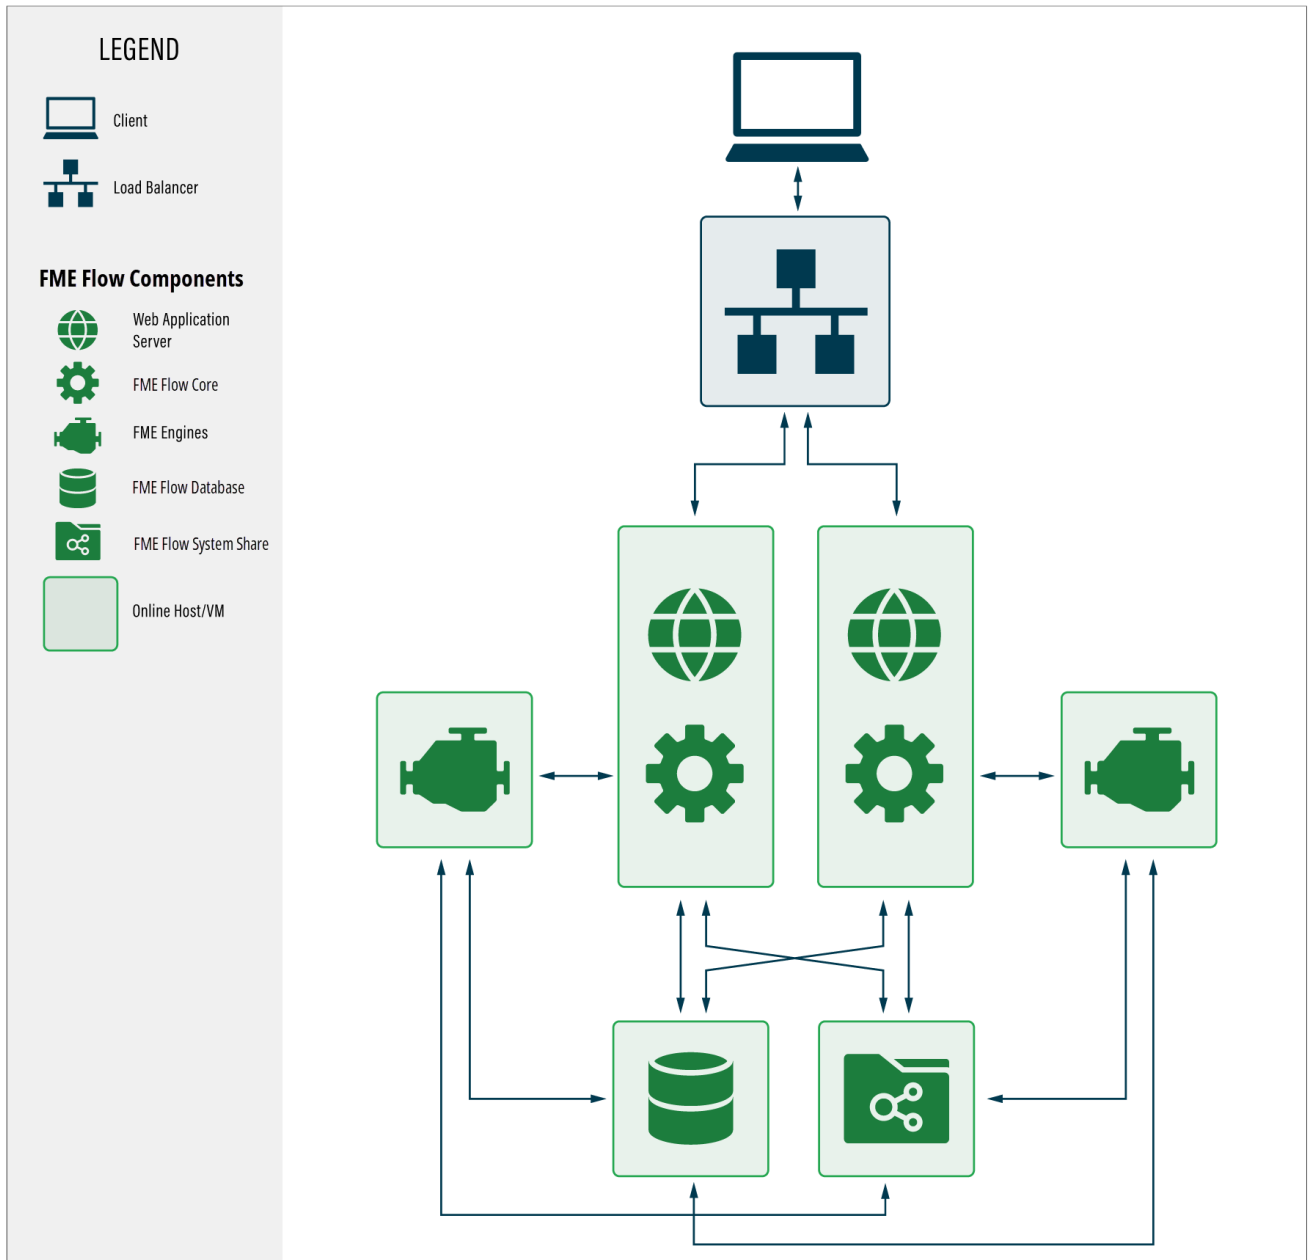 LEGEND
Client
Load Balancer
FME Flow Components
Web Application
Server
FME Flow Core
FME Engines
FME Flow Database
FME Flow System Share
Online Host/VM